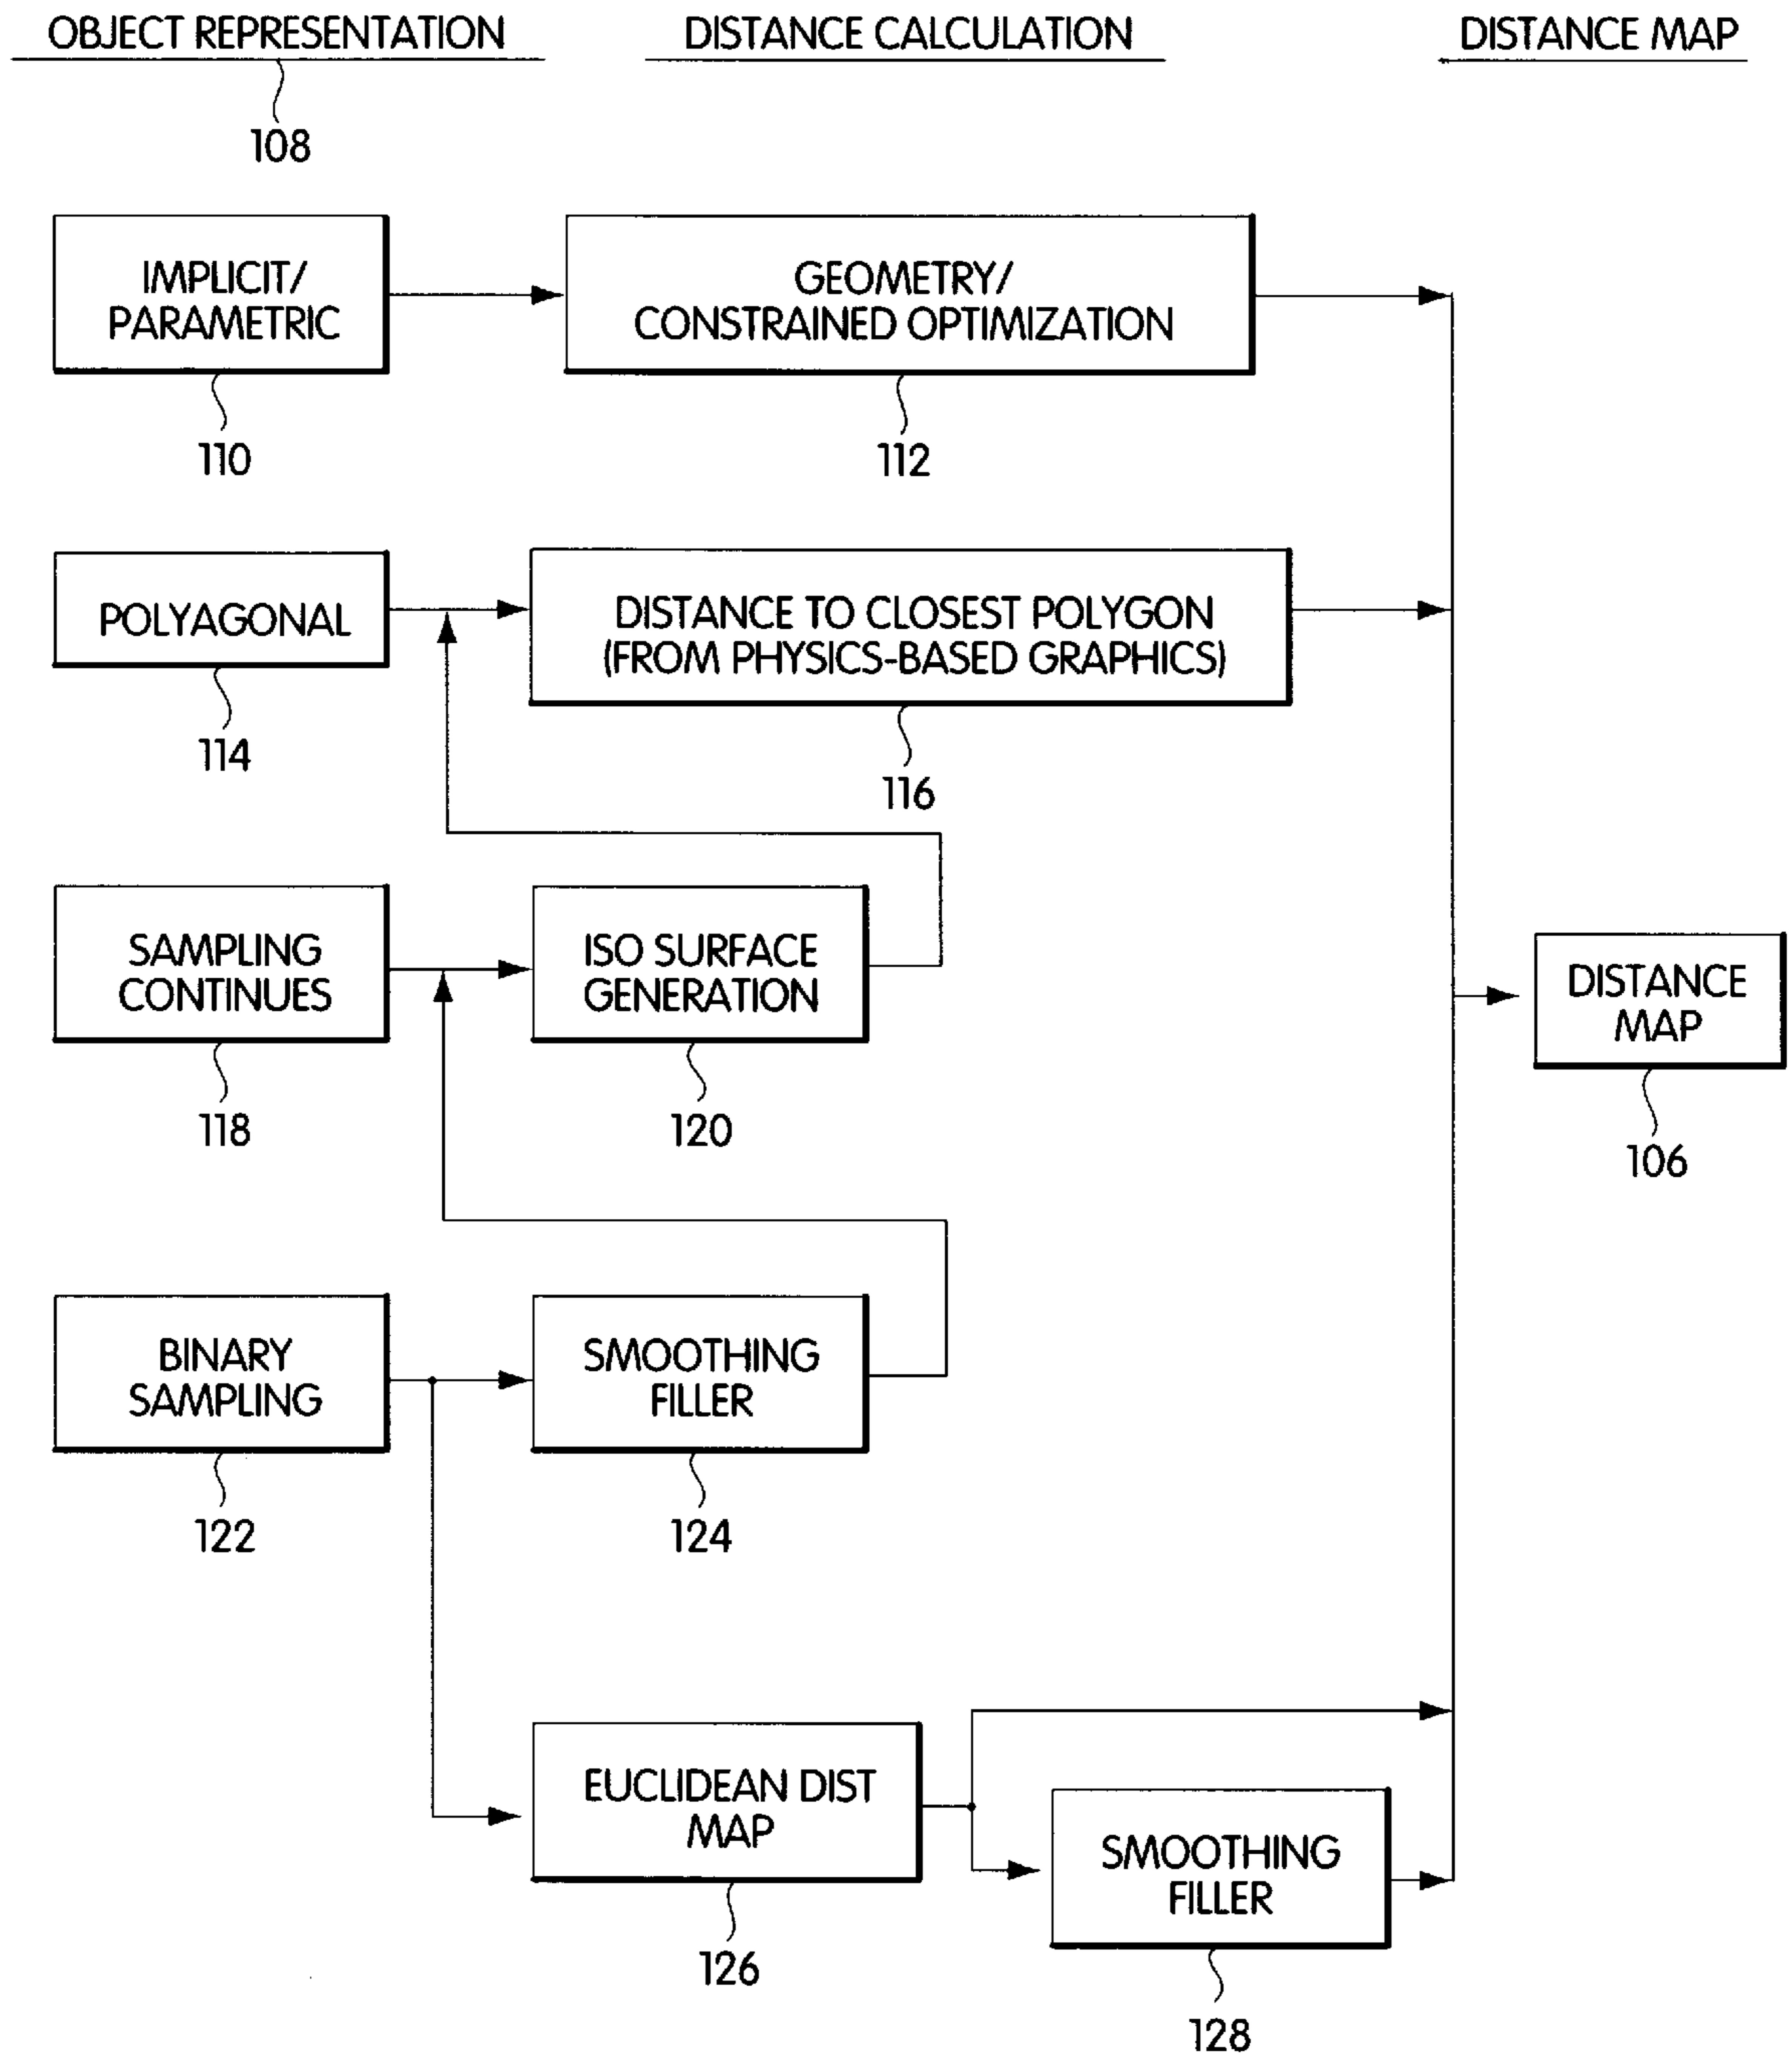 OBJECT REPRESENTATION
DISTANCE CALCULATION
DISTANCE MAP
108
IMPLICIT/
PARAMETRIC
110
GEOMETRY/
CONSTRAINED OPTIMIZATION
112
POLYAGONAL
114
DISTANCE TO CLOSEST POLYGON
(FROM PHYSICS-BASED GRAPHICS)
116
SAMPLING
CONTINUES
118
ISO SURFACE
GENERATION
120
DISTANCE
MAP
106
BINARY
SAMPLING
122
SMOOTHING
FILLER
124
EUCLIDEAN DIST
MAP
126
SMOOTHING
FILLER
128